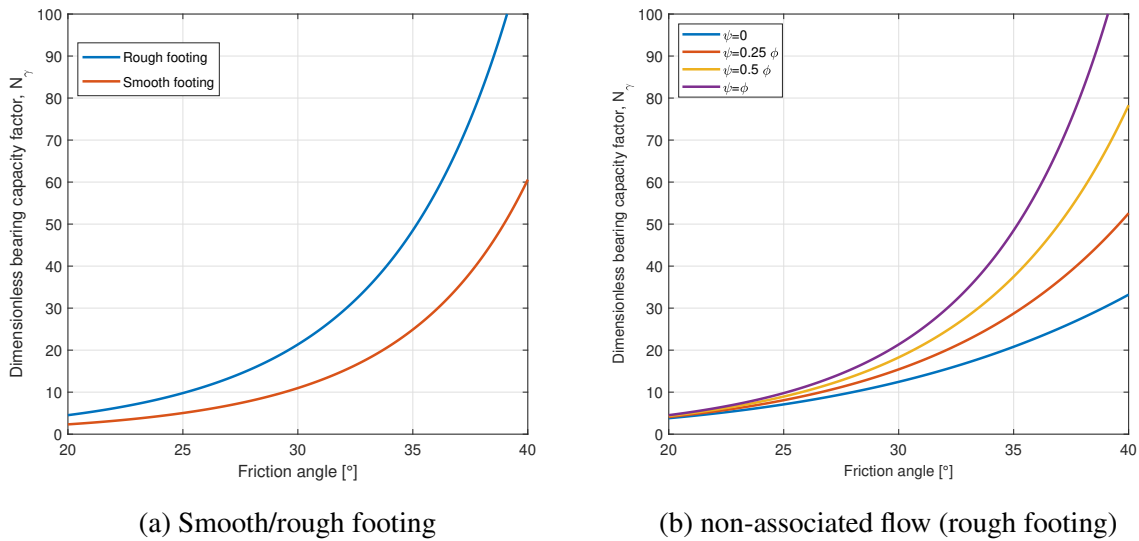 Dimensionless bearing capacity factor, N_γ
100
90
80
70
60
50
40
30
20
10
0
Rough footing
Smooth footing
20 25 30 35 40
Friction angle [°]
(a) Smooth/rough footing
Dimensionless bearing capacity factor, N_γ
100
90
80
70
60
50
40
30
20
10
0
ψ=0
ψ=0.25 ϕ
ψ=0.5 ϕ
ψ=ϕ
20 25 30 35 40
Friction angle [°]
(b) non-associated flow (rough footing)